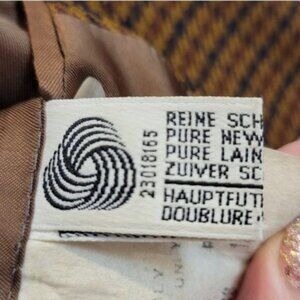 23018165
REINE SCH
PURE NEW
PURE LAIN
ZUIVER SC
HAUPTFUT
DOUBLURE